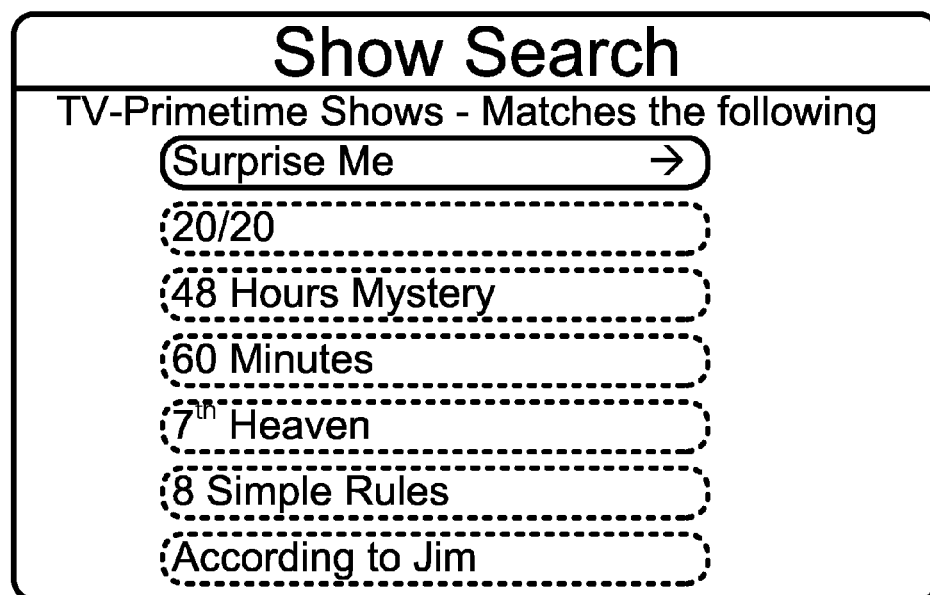 Show Search
TV-Primetime Shows - Matches the following
Surprise Me →
20/20
48 Hours Mystery
60 Minutes
7th Heaven
8 Simple Rules
According to Jim